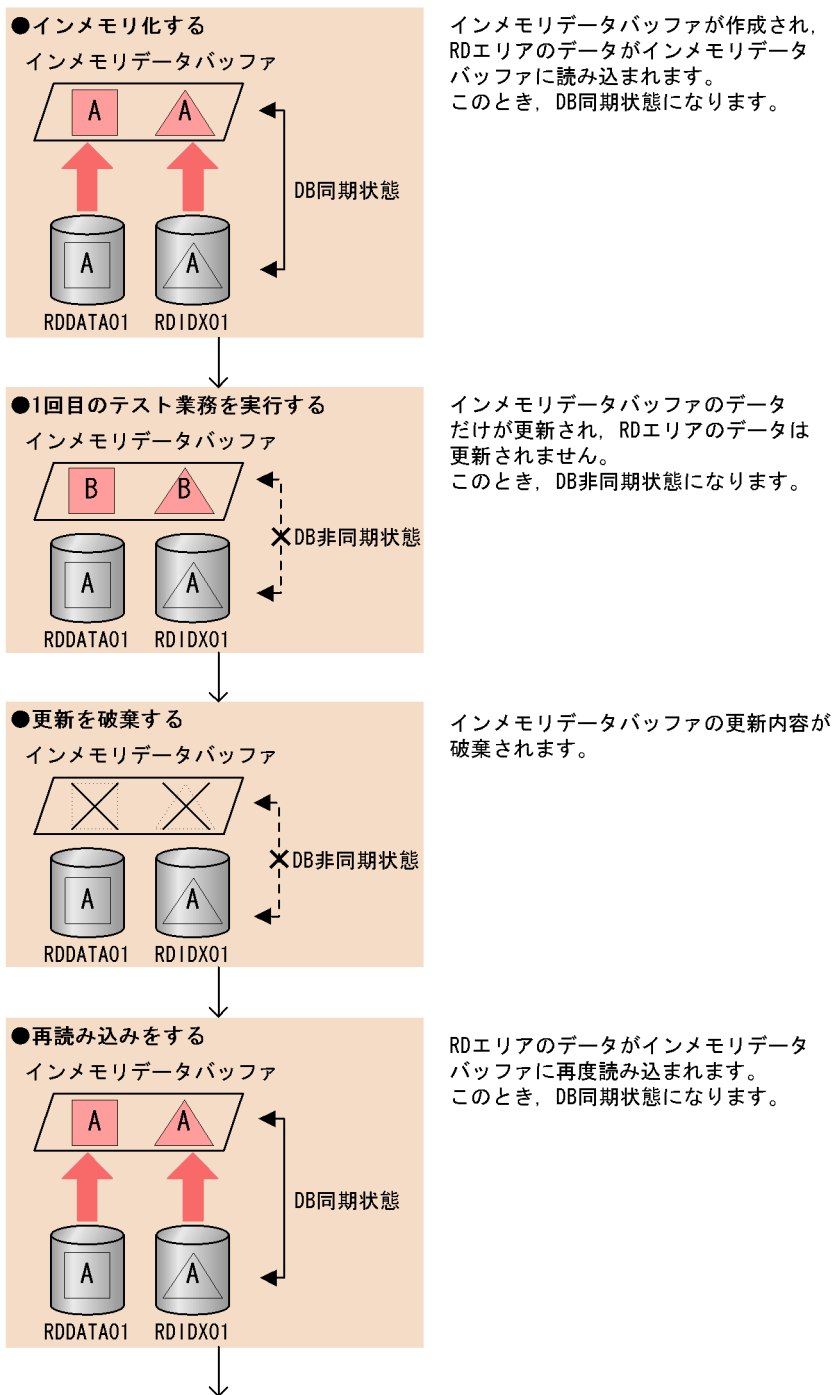 ●インメモリ化する
インメモリデータバッファ
A A
DB同期状態
A A
RDDATA01 RDIDX01
インメモリデータバッファが作成され,
RDエリアのデータがインメモリデータ
バッファに読み込まれます。
このとき,DB同期状態になります。
●1回目のテスト業務を実行する
インメモリデータバッファ
B B
DB非同期状態
A A
RDDATA01 RDIDX01
インメモリデータバッファのデータ
だけが更新され,RDエリアのデータは
更新されません。
このとき,DB非同期状態になります。
●更新を破棄する
インメモリデータバッファ
DB非同期状態
A A
RDDATA01 RDIDX01
インメモリデータバッファの更新内容が
破棄されます。
●再読み込みをする
インメモリデータバッファ
A A
DB同期状態
A A
RDDATA01 RDIDX01
RDエリアのデータがインメモリデータ
バッファに再度読み込まれます。
このとき,DB同期状態になります。